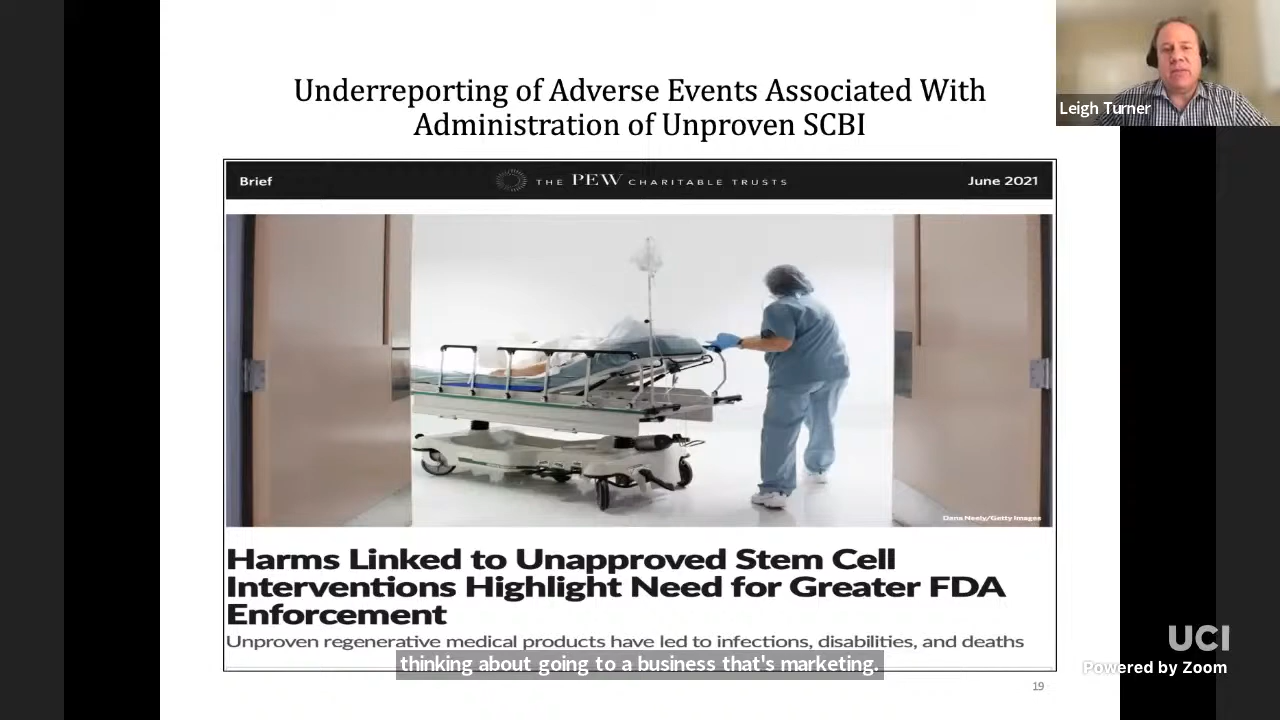 Underreporting of Adverse Events Associated With
Administration of Unproven SCBI
Leigh Turner
Brief
THE PEW CHARITABLE TRUSTS
June 2021
Dana Neely/Getty Images
Harms Linked to Unapproved Stem Cell
Interventions Highlight Need for Greater FDA
Enforcement
Unproven regenerative medical products have led to infections, disabilities, and deaths
thinking about going to a business that's marketing.
UCI
Powered by Zoom
19